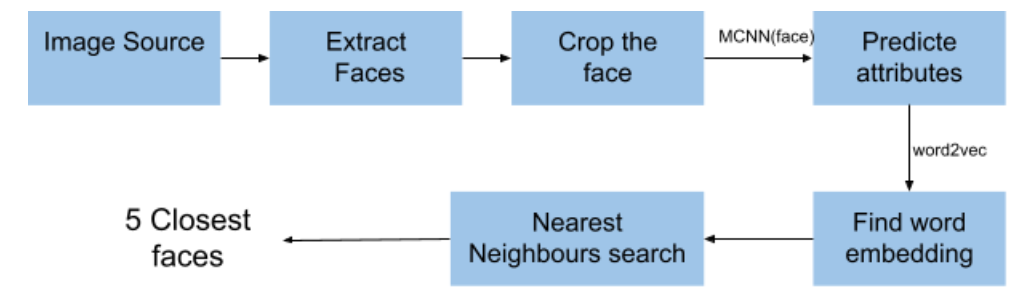 Image Source
Extract
Faces
Crop the
face
MCNN(face)
Predicte
attributes
word2vec
Find word
embedding
Nearest
Neighbours search
5 Closest
faces